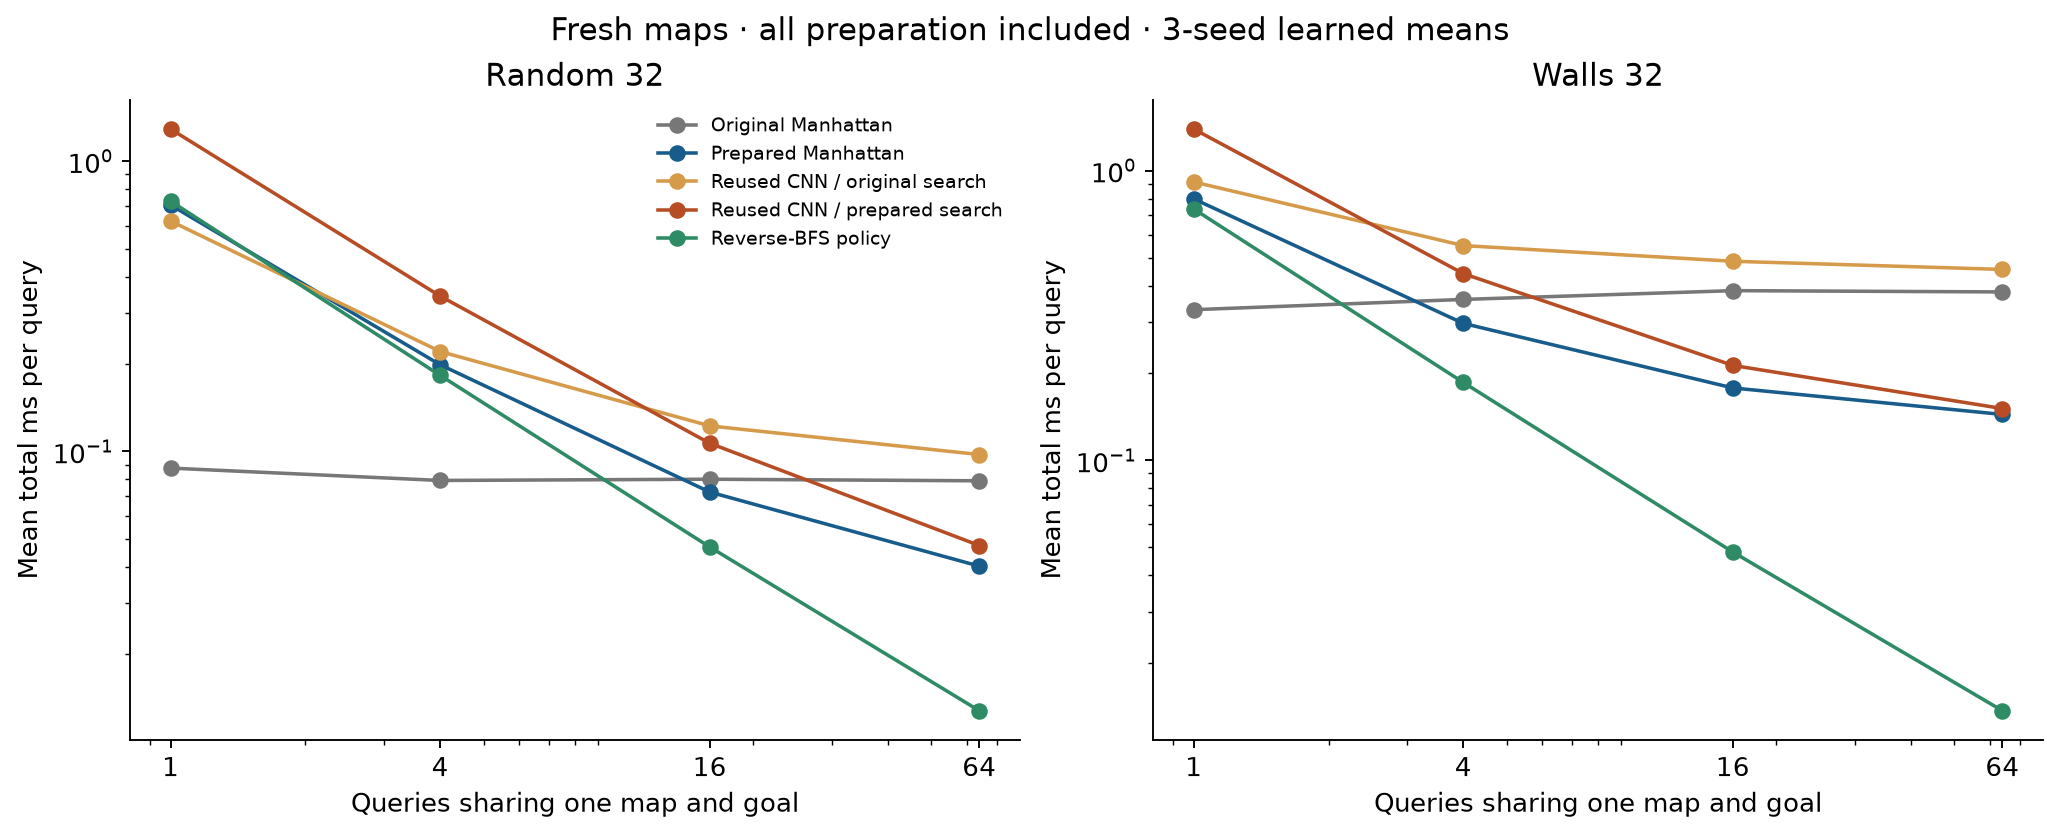 Fresh maps · all preparation included · 3-seed learned means
Random 32
Mean total ms per query
10⁰
10⁻¹
Original Manhattan
Prepared Manhattan
Reused CNN / original search
Reused CNN / prepared search
Reverse-BFS policy
1 4 16 64
Queries sharing one map and goal
Walls 32
Mean total ms per query
10⁰
10⁻¹
1 4 16 64
Queries sharing one map and goal